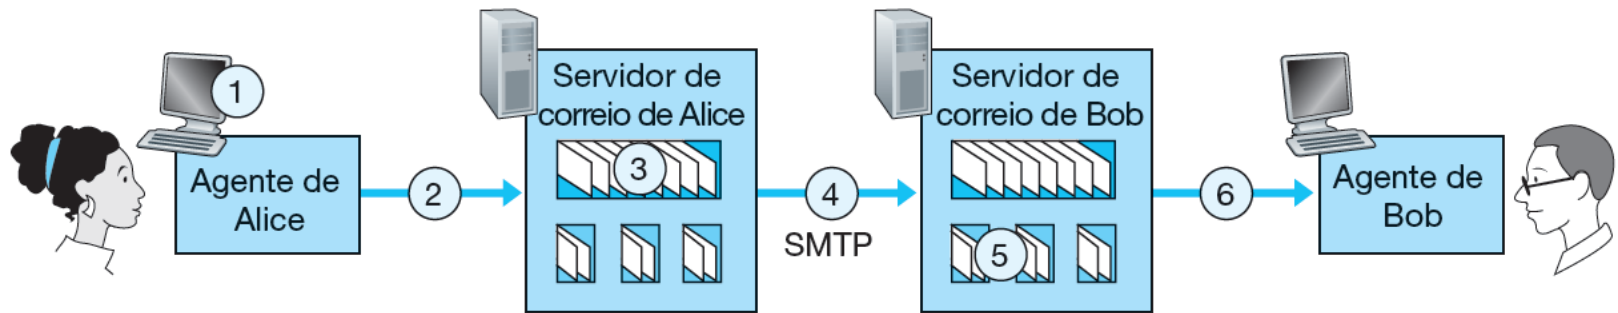 1
Agente de
Alice
2
Servidor de
correio de Alice
3
4
SMTP
Servidor de
correio de Bob
5
6
Agente de
Bob